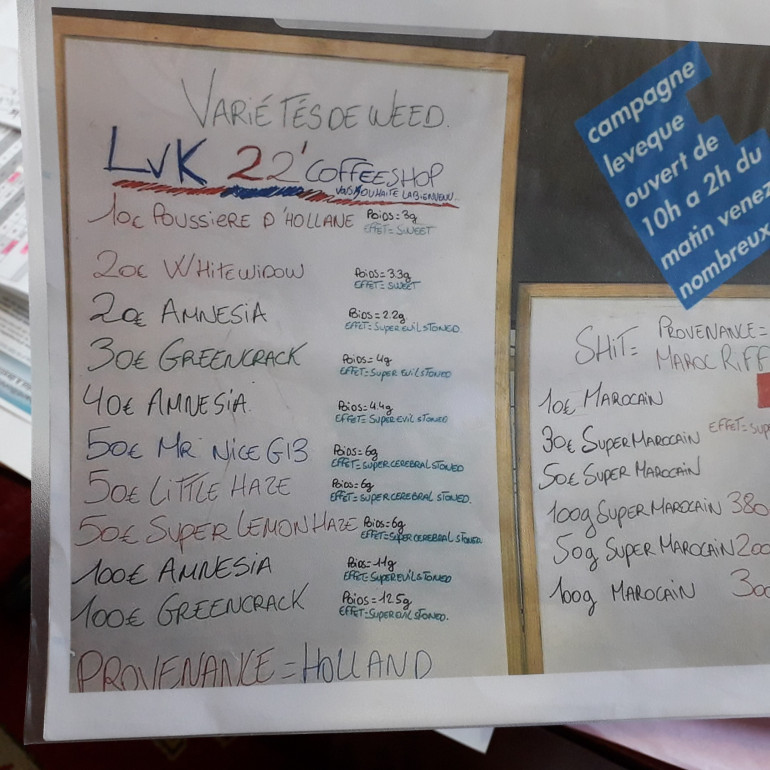 VARIÉTÉS DE WEED.
LVK 22' COFFEESHOP
VOUS SOUHAITE LA BIENVENU..
10€ POUSSIERE D'HOLLANE Poids=3g
EFFET=SWEET
20€ WHITEWIDOW Poids=3.3g
EFFET=SWEET
20€ AMNESIA POIDS=2.2g
EFFET=SUPER EVIL STONED.
30€ GREENCRACK Poids=4g
EFFET=SUPER EVIL STONED
40€ AMNESIA. Poids=4.4g
EFFET=SUPER EVIL STONED
50€ MR NICE G13 Poids=6g
EFFET=SUPER CEREBRAL STONED
50€ LITTLE HAZE Poids=6g
EFFET=SUPER CEREBRAL STONED.
50€ SUPER LEMON HAZE Poids=6g
EFFET=SUPER CEREBRAL STONED.
100€ AMNESIA Poids=11g
EFFET=SUPER EVIL STONED
100€ GREENCRACK Poids=12.5g
EFFET=SUPER EVIL STONED.
PROVENANCE=HOLLAND
campagne
leveque
ouvert de
10h a 2h du
matin venez
nombreux
SHIT= PROVENANCE=
MAROC RIFF
10€ MAROCAIN
30€ SUPER MAROCAIN EFFET=SUP
50€ SUPER MAROCAIN
100g SUPER MAROCAIN 380
50g SUPER MAROCAIN 200
100g MAROCAIN 300